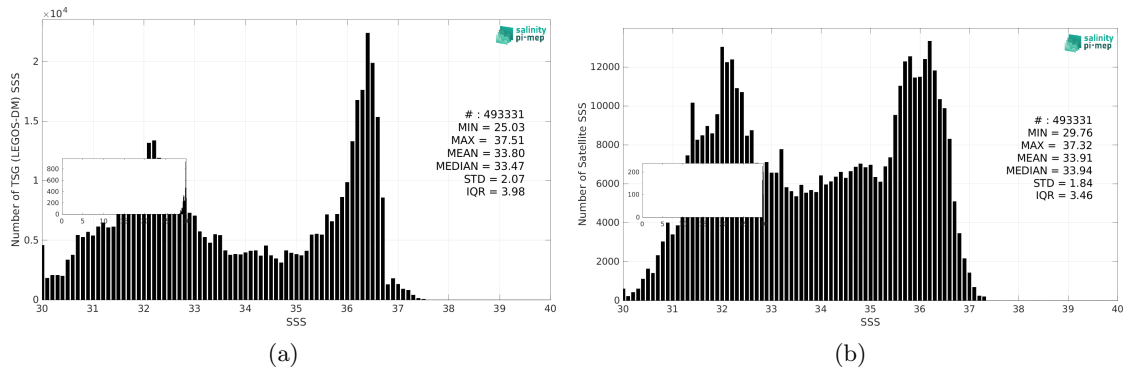 ×10⁴
salinity
pi-mep
Number of TSG (LEGOS-DM) SSS
2
1.5
1
0.5
0
# : 493331
MIN = 25.03
MAX = 37.51
MEAN = 33.80
MEDIAN = 33.47
STD = 2.07
IQR = 3.98
800
600
400
200
0
0 5 10
30 31 32 33 34 35 36 37 38 39 40
SSS
(a)
salinity
pi-mep
Number of Satellite SSS
12000
10000
8000
6000
4000
2000
0
# : 493331
MIN = 29.76
MAX = 37.32
MEAN = 33.91
MEDIAN = 33.94
STD = 1.84
IQR = 3.46
200
100
0
0 5 10
30 31 32 33 34 35 36 37 38 39 40
SSS
(b)